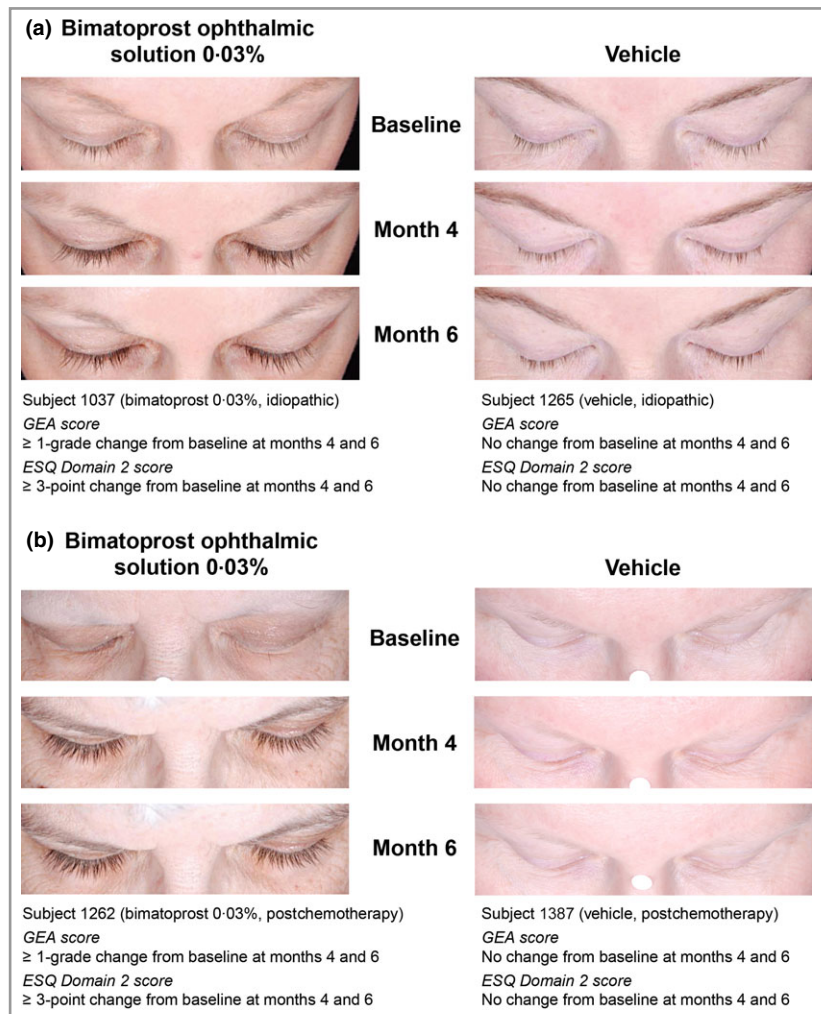 (a) Bimatoprost ophthalmic
solution 0·03%
Vehicle
Baseline
Month 4
Month 6
Subject 1037 (bimatoprost 0·03%, idiopathic)
GEA score
≥ 1-grade change from baseline at months 4 and 6
ESQ Domain 2 score
≥ 3-point change from baseline at months 4 and 6
Subject 1265 (vehicle, idiopathic)
GEA score
No change from baseline at months 4 and 6
ESQ Domain 2 score
No change from baseline at months 4 and 6
(b) Bimatoprost ophthalmic
solution 0·03%
Vehicle
Baseline
Month 4
Month 6
Subject 1262 (bimatoprost 0·03%, postchemotherapy)
GEA score
≥ 1-grade change from baseline at months 4 and 6
ESQ Domain 2 score
≥ 3-point change from baseline at months 4 and 6
Subject 1387 (vehicle, postchemotherapy)
GEA score
No change from baseline at months 4 and 6
ESQ Domain 2 score
No change from baseline at months 4 and 6